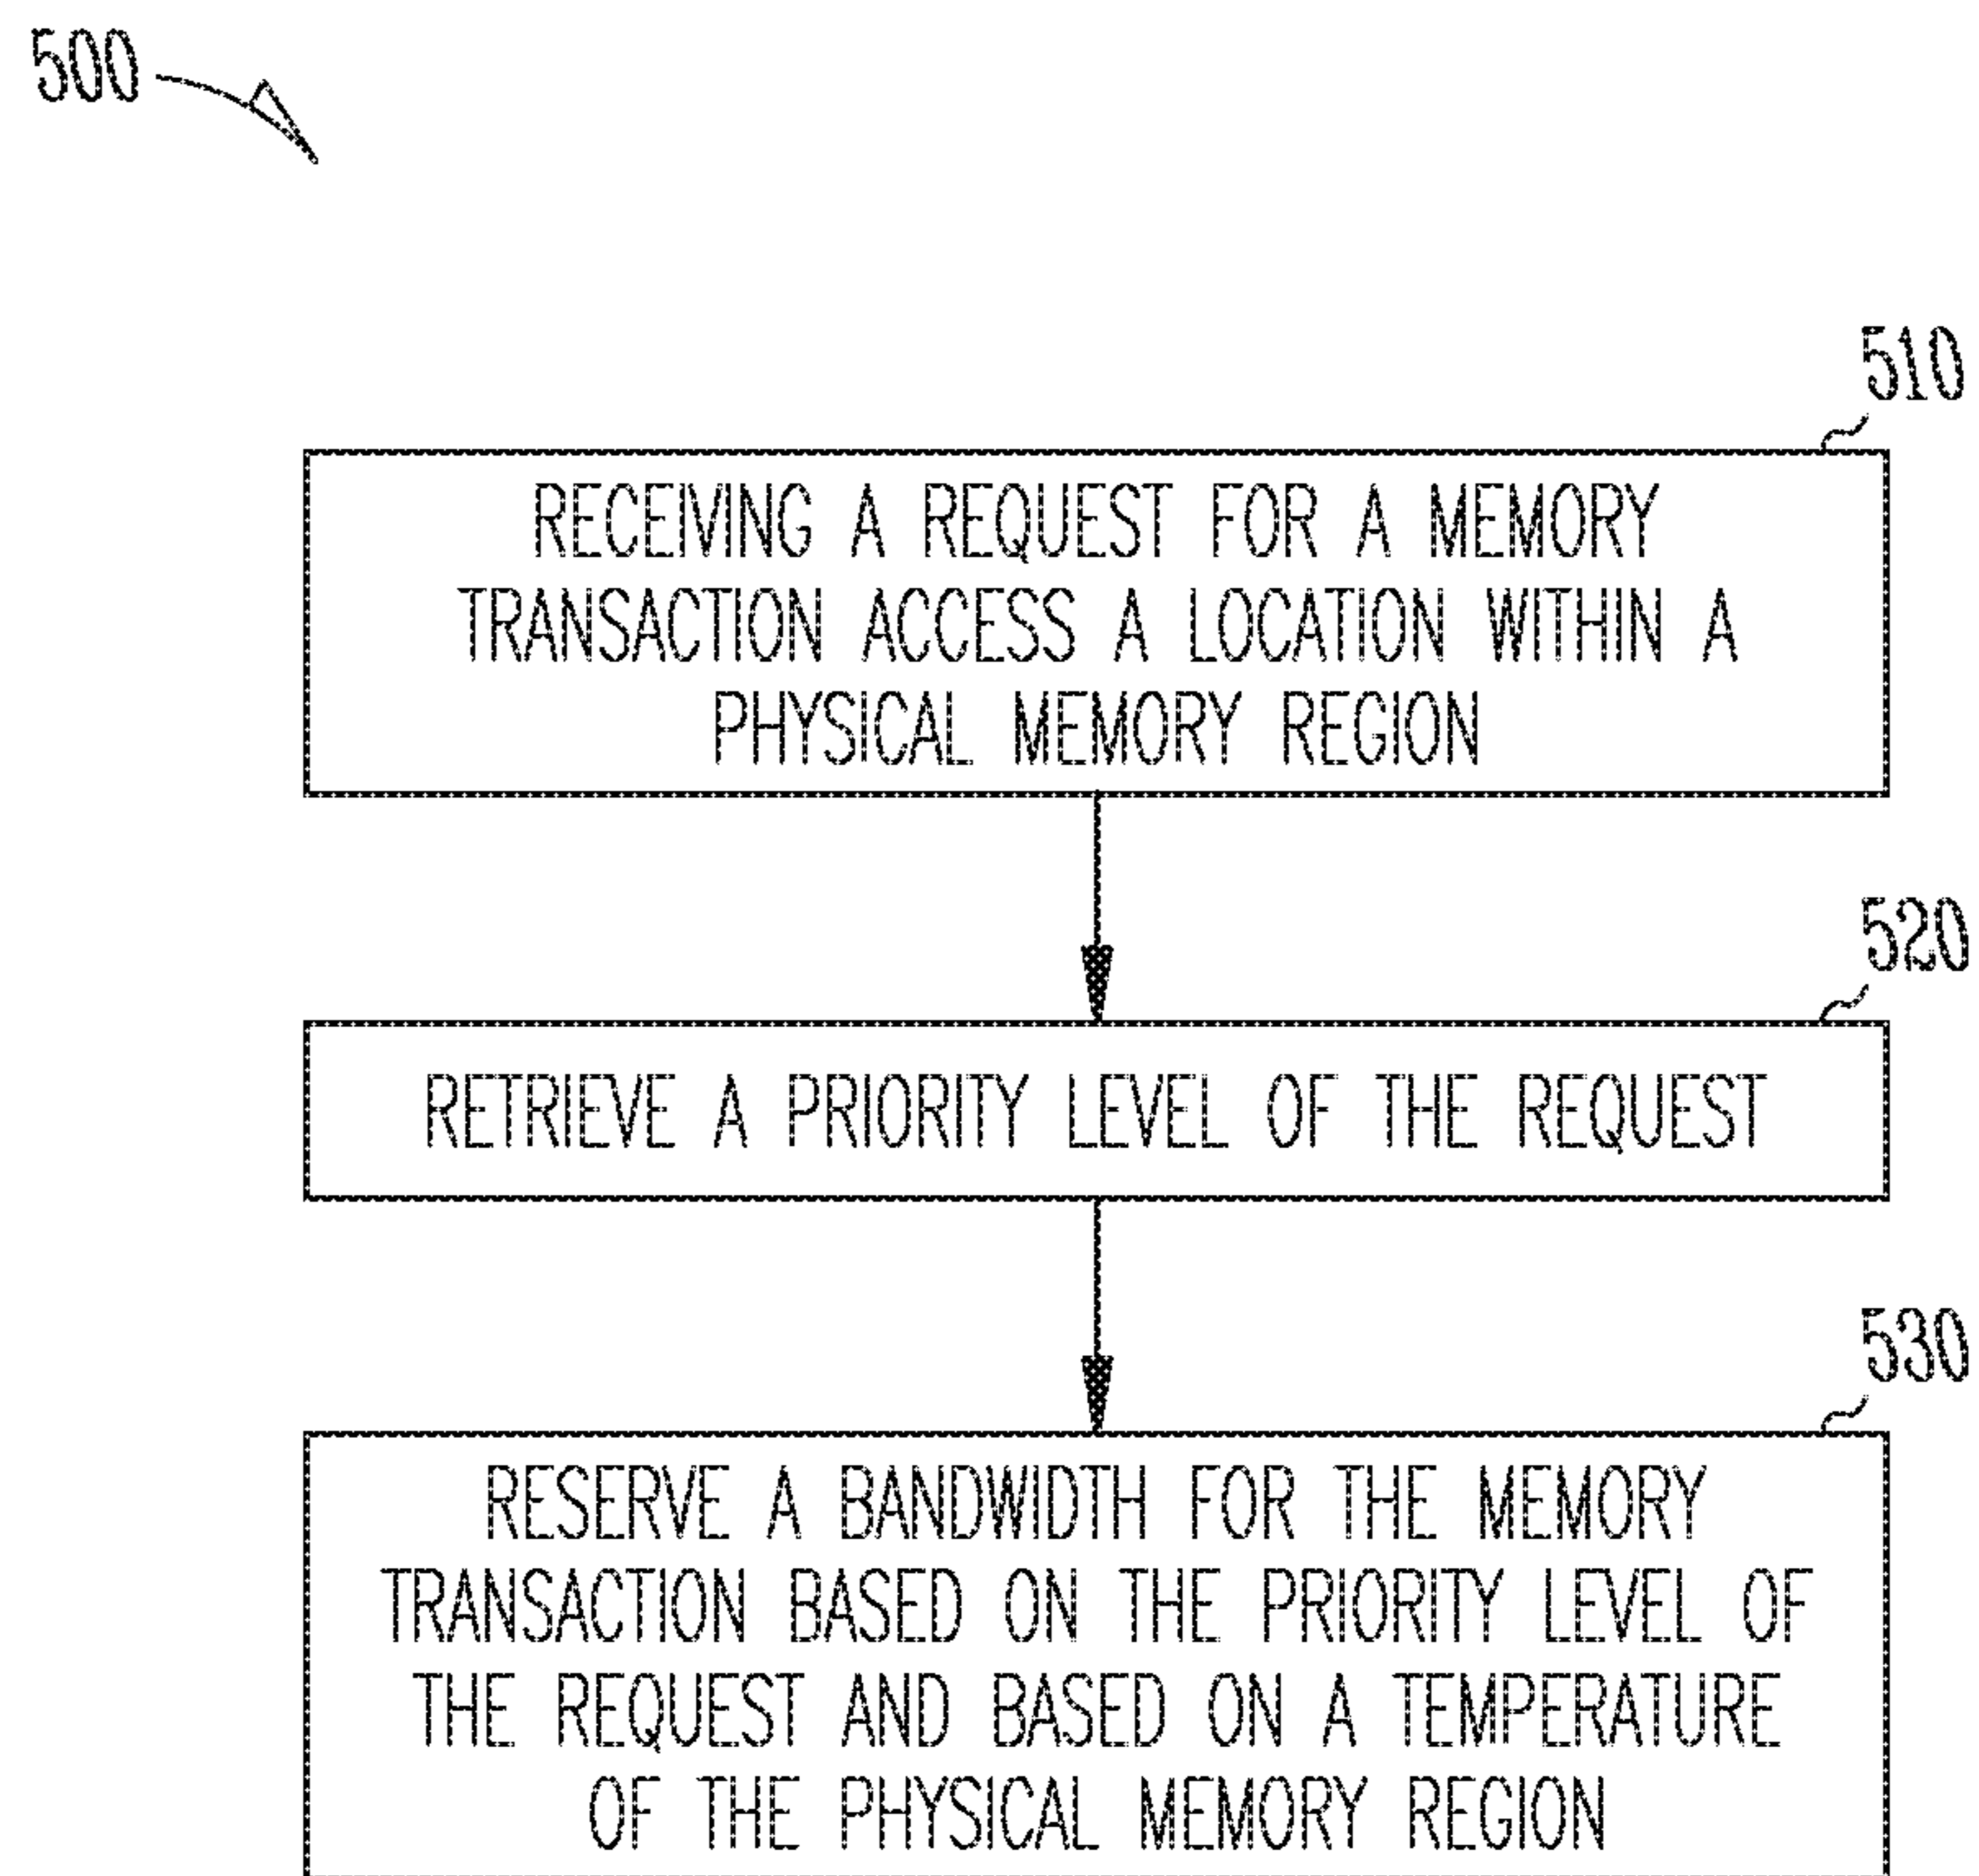 500
510
RECEIVING A REQUEST FOR A MEMORY
TRANSACTION ACCESS A LOCATION WITHIN A
PHYSICAL MEMORY REGION
520
RETRIEVE A PRIORITY LEVEL OF THE REQUEST
530
RESERVE A BANDWIDTH FOR THE MEMORY
TRANSACTION BASED ON THE PRIORITY LEVEL OF
THE REQUEST AND BASED ON A TEMPERATURE
OF THE PHYSICAL MEMORY REGION